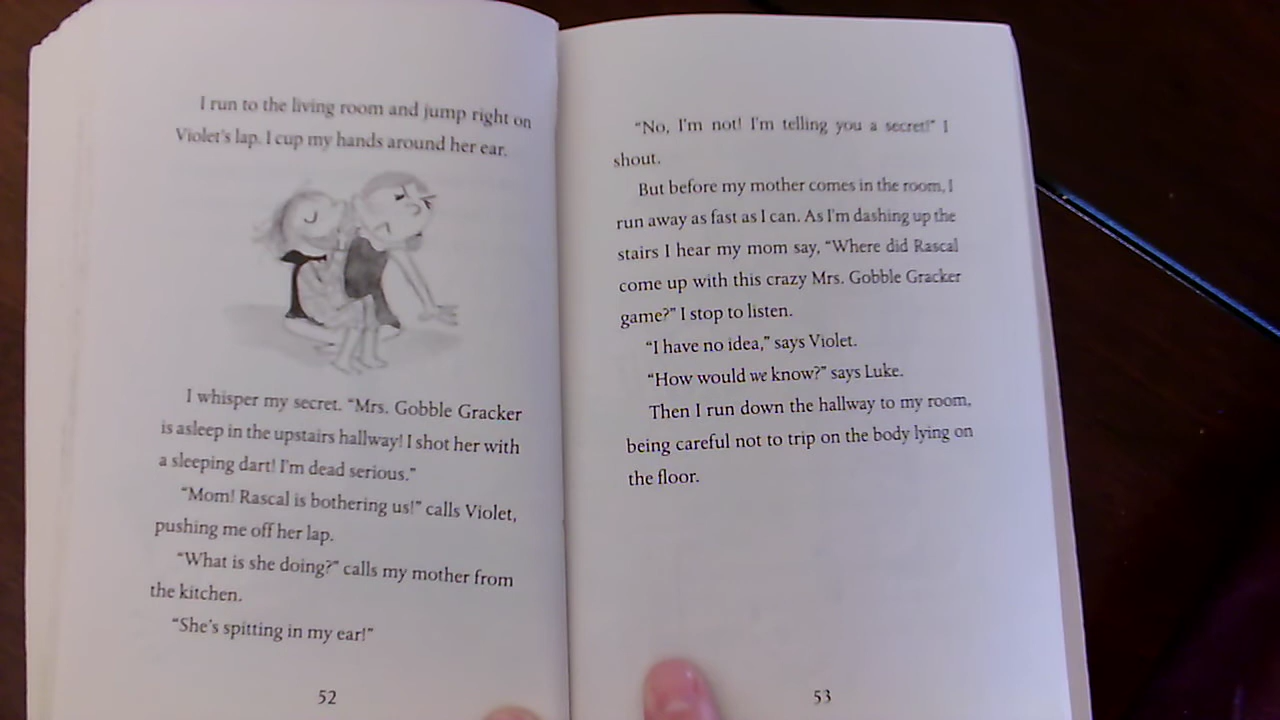 I run to the living room and jump right on
Violet's lap. I cup my hands around her ear.
I whisper my secret. “Mrs. Gobble Gracker
is asleep in the upstairs hallway! I shot her with
a sleeping dart! I'm dead serious.”
“Mom! Rascal is bothering us!” calls Violet,
pushing me off her lap.
“What is she doing?” calls my mother from
the kitchen.
“She's spitting in my ear!”
52
“No, I'm not! I'm telling you a secret!” I
shout.
But before my mother comes in the room, I
run away as fast as I can. As I'm dashing up the
stairs I hear my mom say, “Where did Rascal
come up with this crazy Mrs. Gobble Gracker
game?” I stop to listen.
“I have no idea,” says Violet.
“How would we know?” says Luke.
Then I run down the hallway to my room,
being careful not to trip on the body lying on
the floor.
53